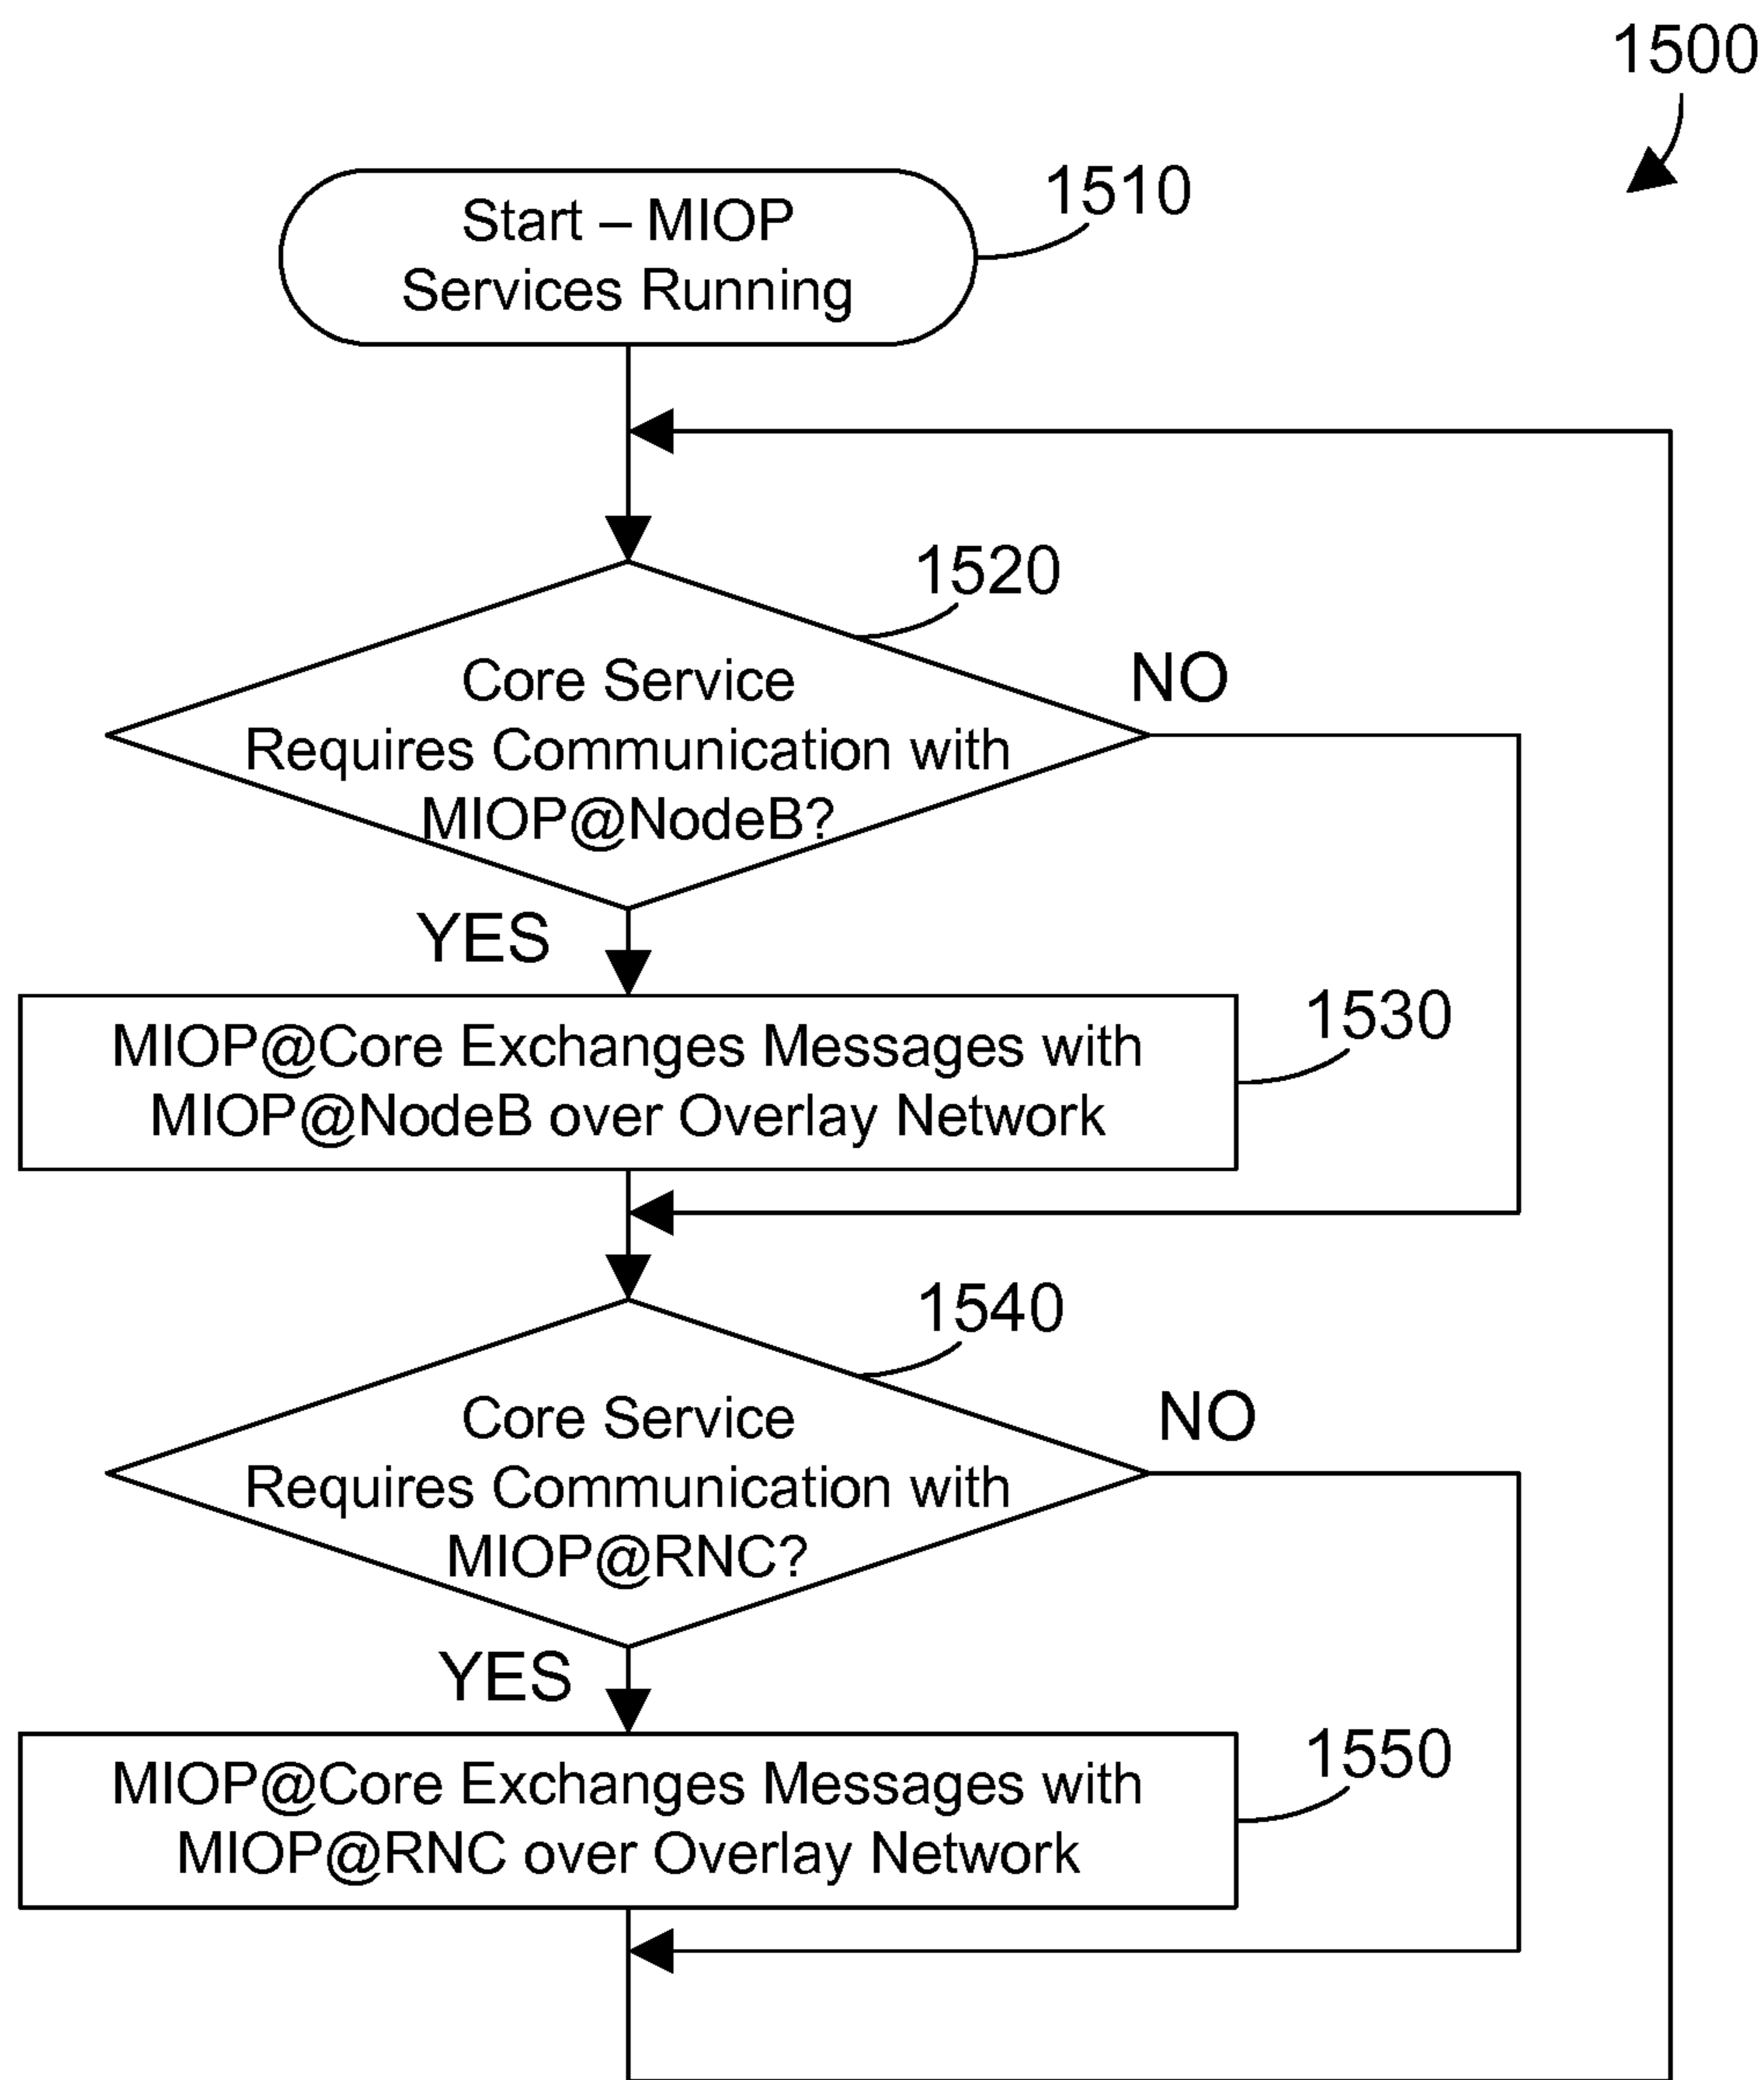 1500
1510
Start – MIOP
Services Running
1520
Core Service
Requires Communication with
MIOP@NodeB?
NO
YES
1530
MIOP@Core Exchanges Messages with
MIOP@NodeB over Overlay Network
1540
Core Service
Requires Communication with
MIOP@RNC?
NO
YES
1550
MIOP@Core Exchanges Messages with
MIOP@RNC over Overlay Network